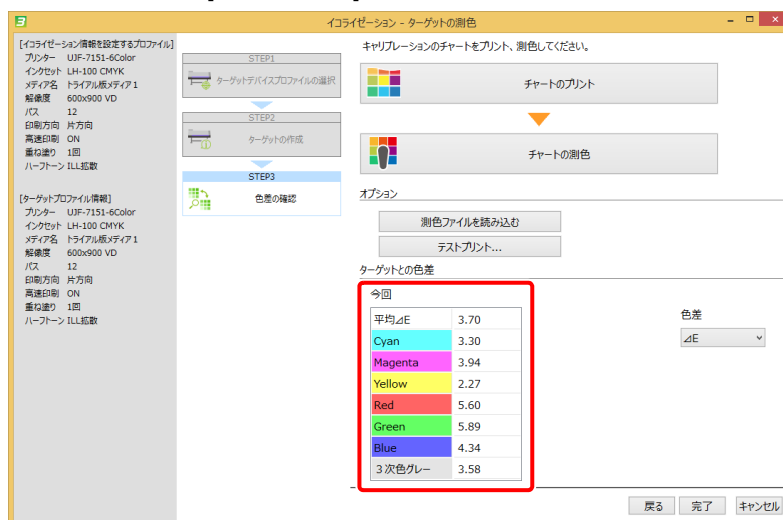 イコライゼーション - ターゲットの測色
[イコライゼーション情報を設定するプロファイル]
プリンター UJF-7151-6Color
インクセット LH-100 CMYK
メディア名 トライアル版メディア1
解像度 600x900 VD
パス 12
印刷方向 片方向
高速印刷 ON
重ね塗り 1回
ハーフトーン ILL拡散
[ターゲットプロファイル情報]
プリンター UJF-7151-6Color
インクセット LH-100 CMYK
メディア名 トライアル版メディア1
解像度 600x900 VD
パス 12
印刷方向 片方向
高速印刷 ON
重ね塗り 1回
ハーフトーン ILL拡散
STEP1
ターゲットデバイスプロファイルの選択
STEP2
ターゲットの作成
STEP3
色差の確認
キャリブレーションのチャートをプリント、測色してください。
チャートのプリント
チャートの測色
オプション
測色ファイルを読み込む
テストプリント...
ターゲットとの色差
今回
平均⊿E 3.70
Cyan 3.30
Magenta 3.94
Yellow 2.27
Red 5.60
Green 5.89
Blue 4.34
3次色グレー 3.58
色差
⊿E
戻る 完了 キャンセル